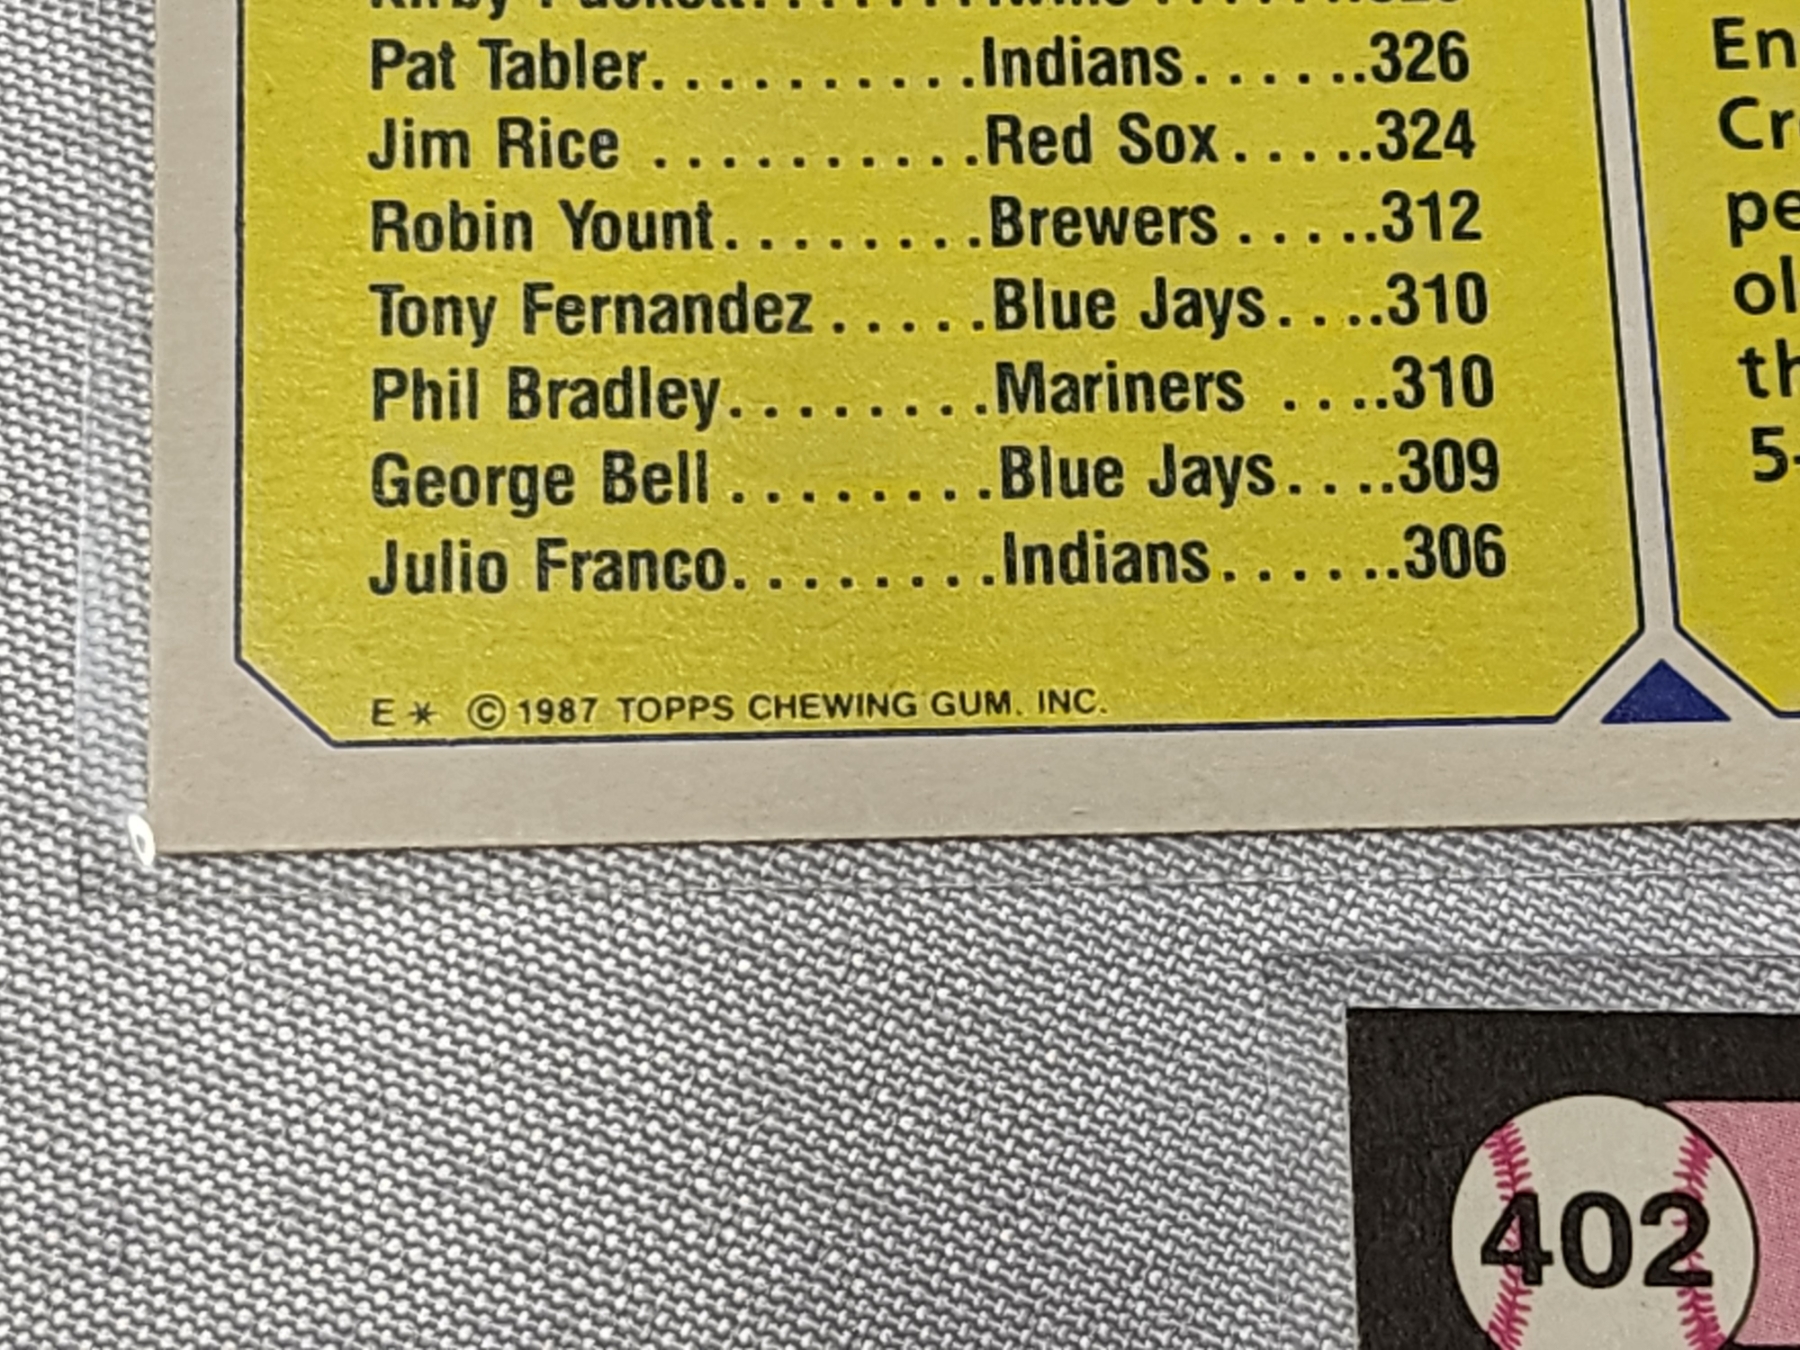 Pat Tabler..........Indians......326
Jim Rice ..........Red Sox.....324
Robin Yount........Brewers .....312
Tony Fernandez .....Blue Jays....310
Phil Bradley........Mariners ....310
George Bell ........Blue Jays....309
Julio Franco........Indians......306
E * © 1987 TOPPS CHEWING GUM. INC.
En
Cr
pe
ol
th
5-
402